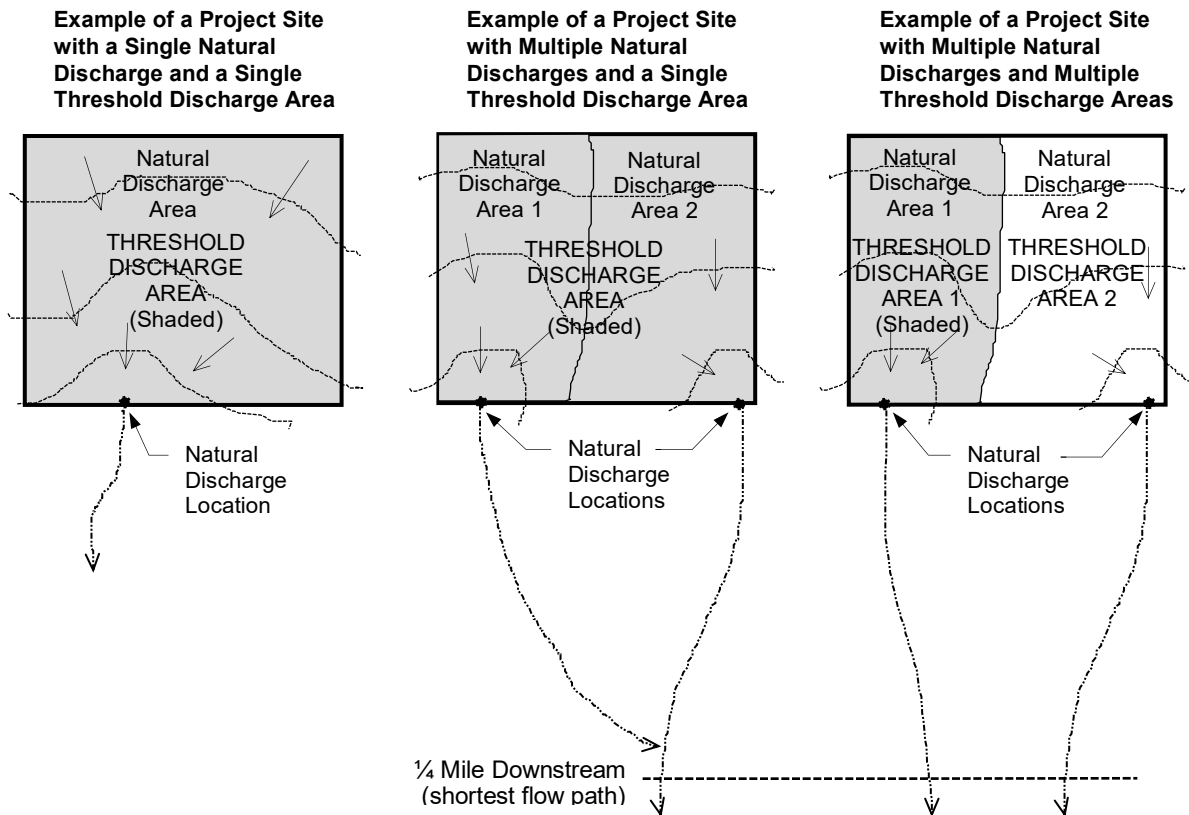 Example of a Project Site
with a Single Natural
Discharge and a Single
Threshold Discharge Area
Natural
Discharge
Area
THRESHOLD
DISCHARGE
AREA
(Shaded)
Natural
Discharge
Location
Example of a Project Site
with Multiple Natural
Discharges and a Single
Threshold Discharge Area
Natural
Discharge
Area 1
Natural
Discharge
Area 2
THRESHOLD
DISCHARGE
AREA
(Shaded)
Natural
Discharge
Locations
Example of a Project Site
with Multiple Natural
Discharges and Multiple
Threshold Discharge Areas
Natural
Discharge
Area 1
Natural
Discharge
Area 2
THRESHOLD
DISCHARGE
AREA 1
(Shaded)
THRESHOLD
DISCHARGE
AREA 2
Natural
Discharge
Locations
¼ Mile Downstream
(shortest flow path)